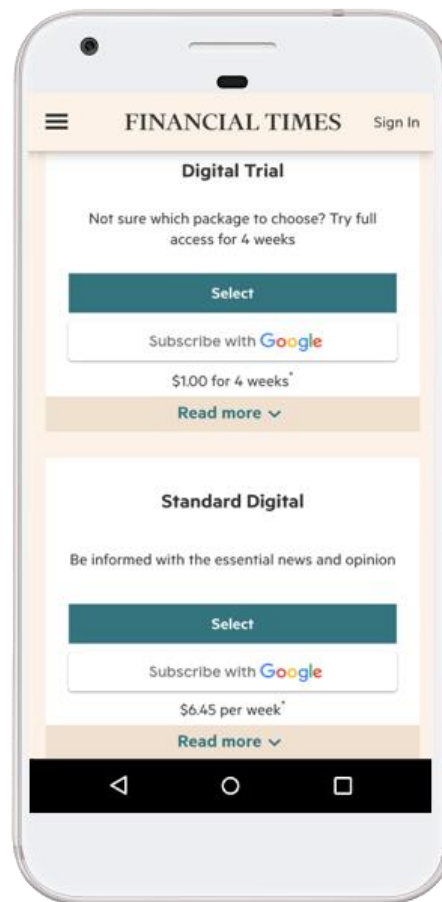 FINANCIAL TIMES Sign In
Digital Trial
Not sure which package to choose? Try full
access for 4 weeks
Select
Subscribe with Google
$1.00 for 4 weeks*
Read more
Standard Digital
Be informed with the essential news and opinion
Select
Subscribe with Google
$6.45 per week*
Read more